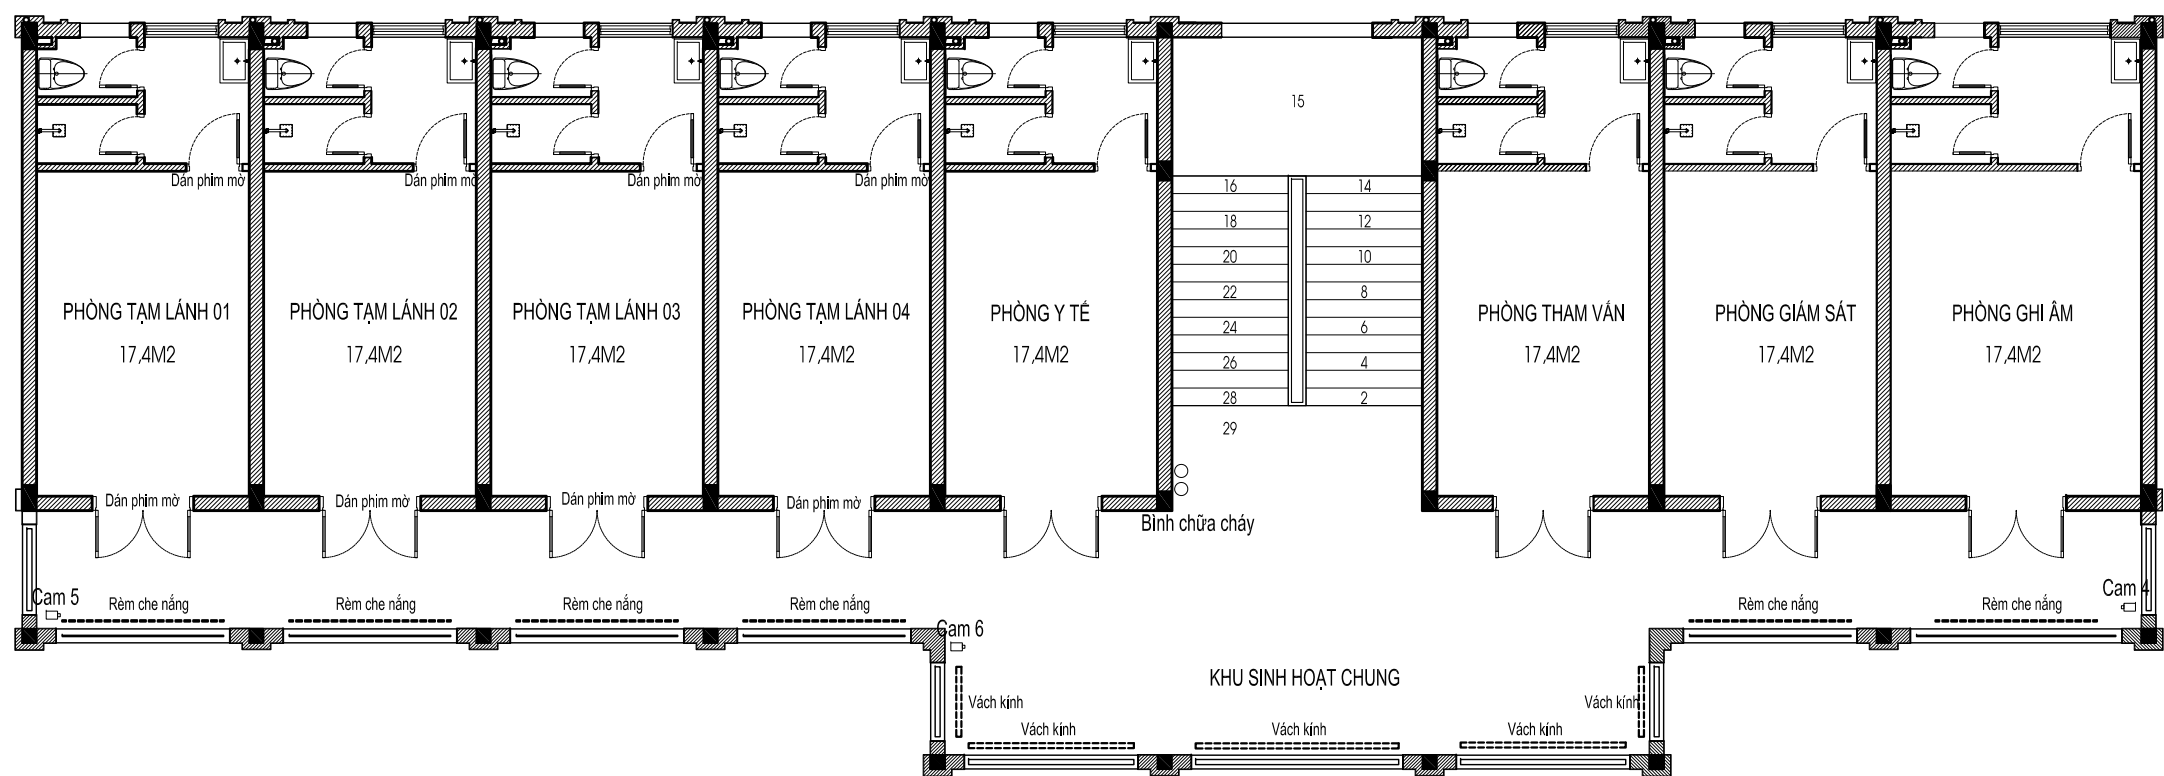 15
Dán phim mờ
Dán phim mờ
Dán phim mờ
Dán phim mờ
16
14
18
12
20
10
22
8
24
6
26
4
28
2
29
PHÒNG TẠM LÁNH 01
17,4M2
PHÒNG TẠM LÁNH 02
17,4M2
PHÒNG TẠM LÁNH 03
17,4M2
PHÒNG TẠM LÁNH 04
17,4M2
PHÒNG Y TẾ
17,4M2
PHÒNG THAM VẤN
17,4M2
PHÒNG GIÁM SÁT
17,4M2
PHÒNG GHI ÂM
17,4M2
Dán phim mờ
Dán phim mờ
Dán phim mờ
Dán phim mờ
Bình chữa cháy
Cam 5
Rèm che nắng
Rèm che nắng
Rèm che nắng
Rèm che nắng
Cam 6
Rèm che nắng
Rèm che nắng
Cam 4
KHU SINH HOẠT CHUNG
Vách kính
Vách kính
Vách kính
Vách kính
Vách kính